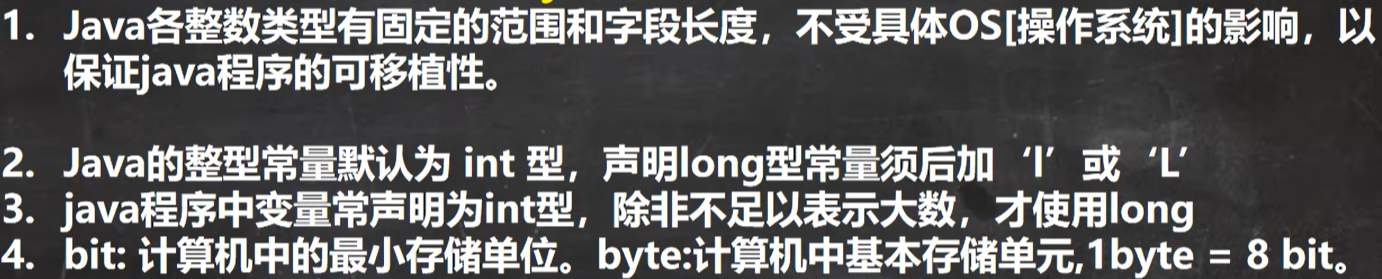 1. Java各整数类型有固定的范围和字段长度，不受具体OS[操作系统]的影响，以
保证java程序的可移植性。
2. Java的整型常量默认为 int 型，声明long型常量须后加‘l’或‘L’
3. java程序中变量常声明为int型，除非不足以表示大数，才使用long
4. bit: 计算机中的最小存储单位。byte:计算机中基本存储单元,1byte = 8 bit。